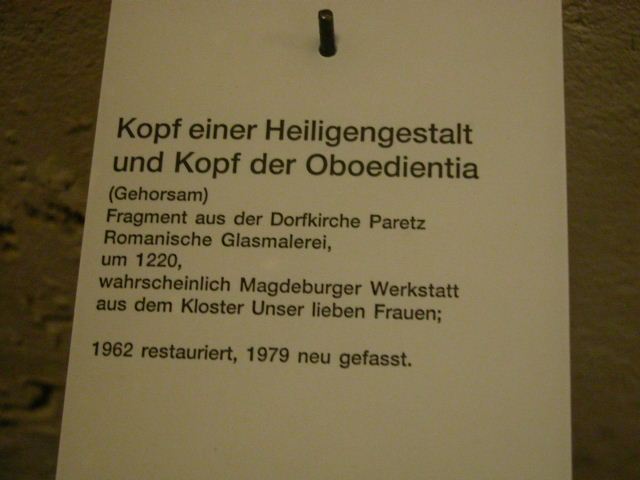 Kopf einer Heiligengestalt
und Kopf der Oboedientia
(Gehorsam)
Fragment aus der Dorfkirche Paretz
Romanische Glasmalerei,
um 1220,
wahrscheinlich Magdeburger Werkstatt
aus dem Kloster Unser lieben Frauen;
1962 restauriert, 1979 neu gefasst.